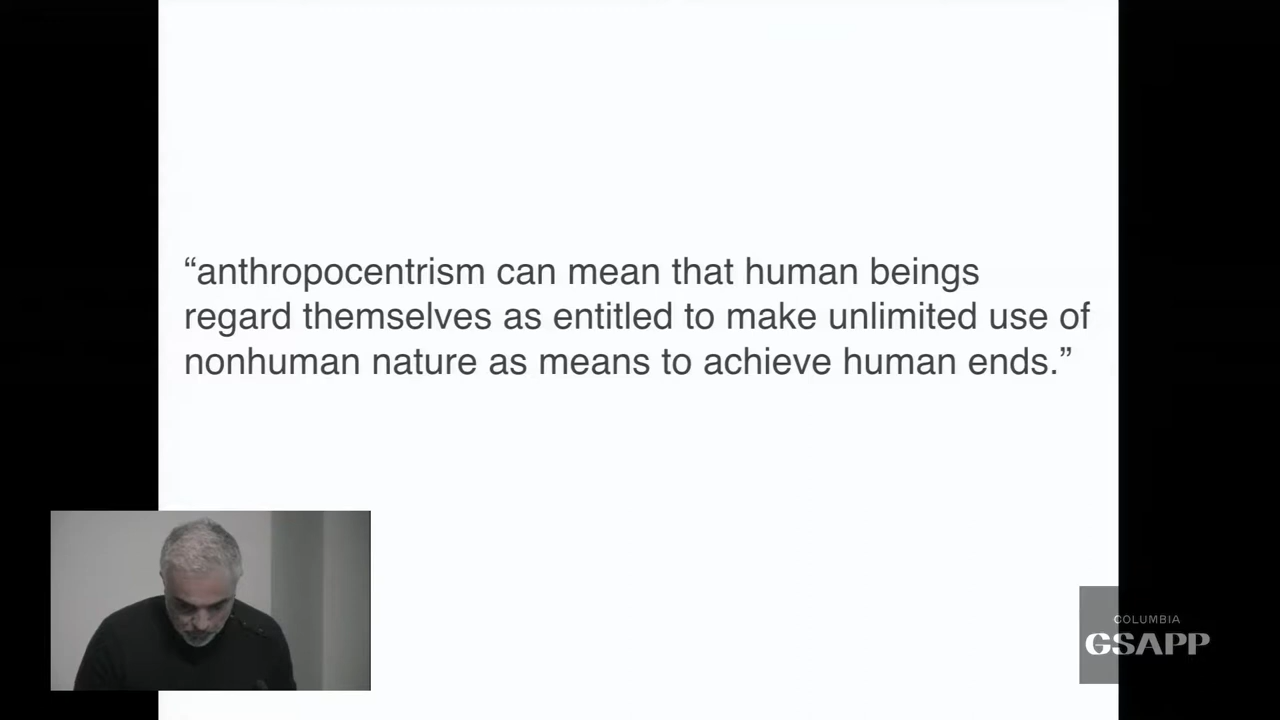 “anthropocentrism can mean that human beings
regard themselves as entitled to make unlimited use of
nonhuman nature as means to achieve human ends.”
COLUMBIA
GSAPP